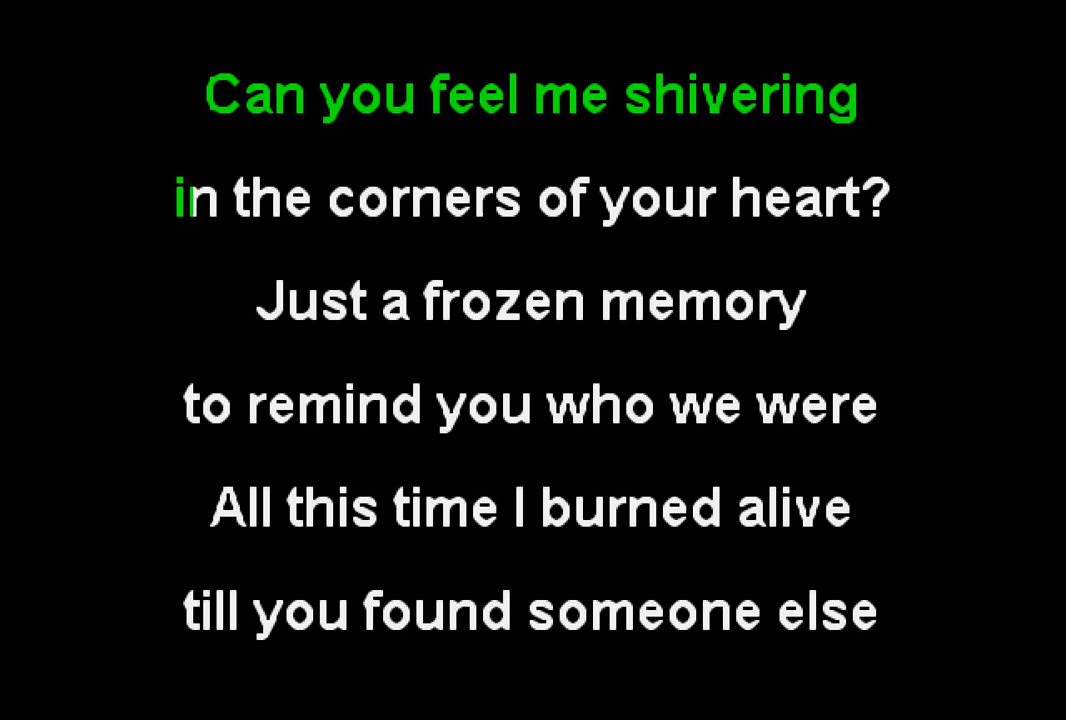 Can you feel me shivering
in the corners of your heart?
Just a frozen memory
to remind you who we were
All this time I burned alive
till you found someone else